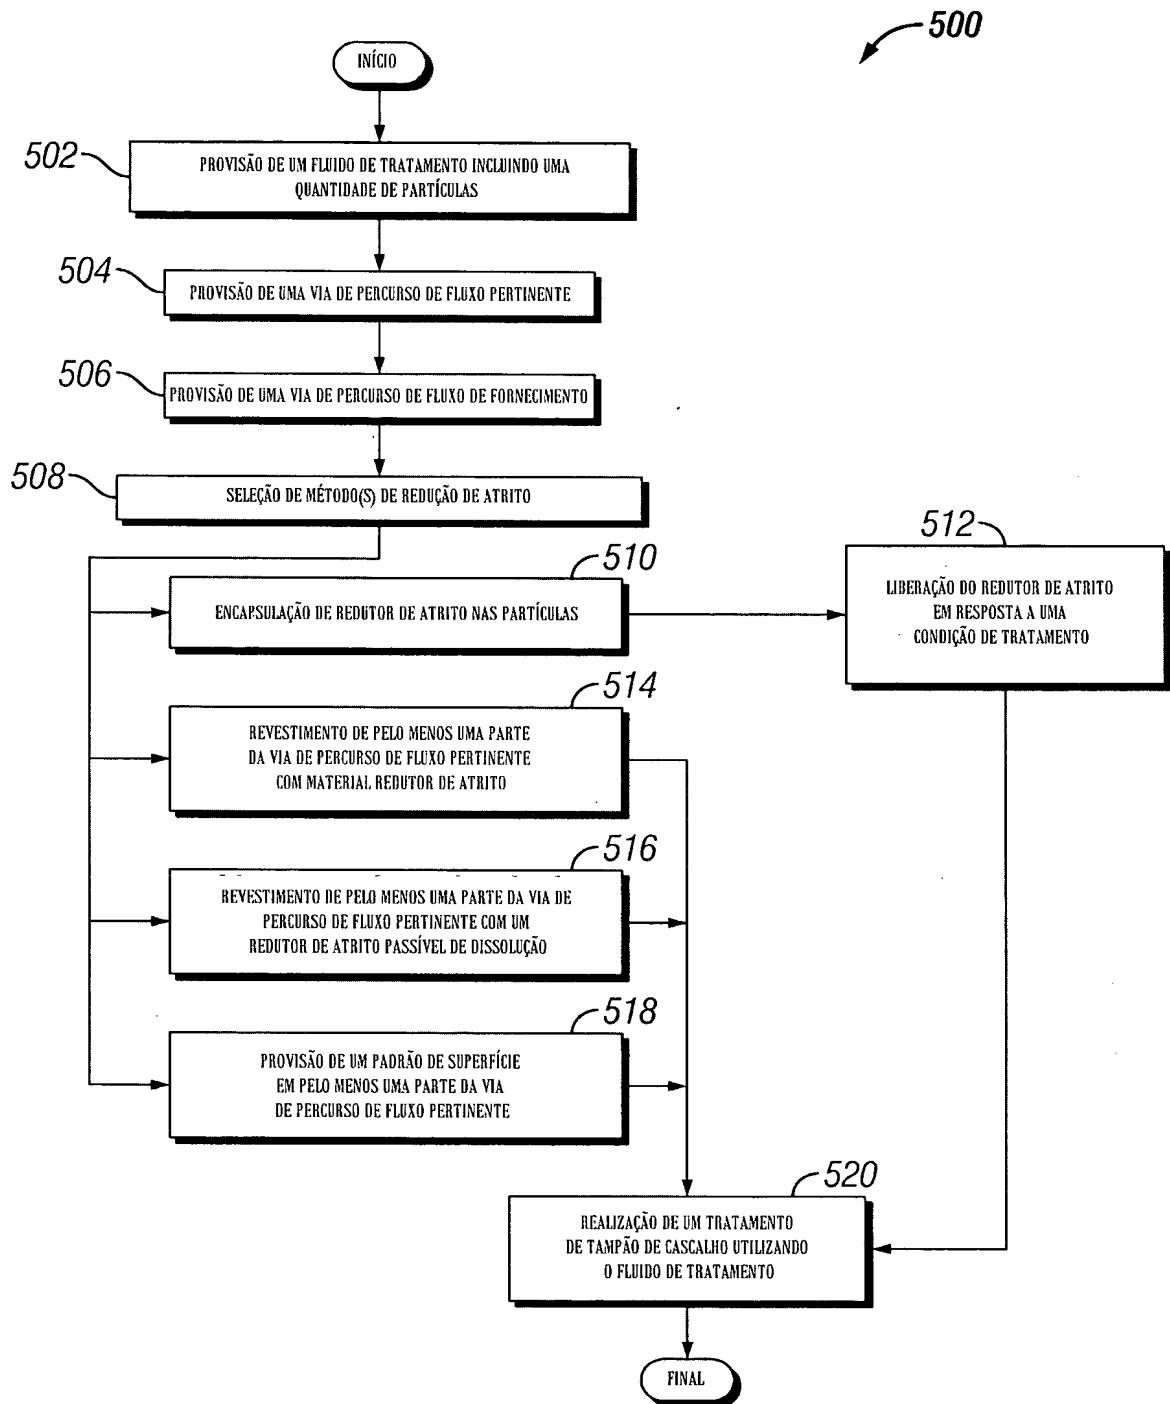 500
INÍCIO
502
PROVISÃO DE UM FLUIDO DE TRATAMENTO INCLUINDO UMA
QUANTIDADE DE PARTÍCULAS
504
PROVISÃO DE UMA VIA DE PERCURSO DE FLUXO PERTINENTE
506
PROVISÃO DE UMA VIA DE PERCURSO DE FLUXO DE FORNECIMENTO
508
SELEÇÃO DE MÉTODO(S) DE REDUÇÃO DE ATRITO
510
ENCAPSULAÇÃO DE REDUTOR DE ATRITO NAS PARTÍCULAS
512
LIBERAÇÃO DO REDUTOR DE ATRITO
EM RESPOSTA A UMA
CONDIÇÃO DE TRATAMENTO
514
REVESTIMENTO DE PELO MENOS UMA PARTE
DA VIA DE PERCURSO DE FLUXO PERTINENTE
COM MATERIAL REDUTOR DE ATRITO
516
REVESTIMENTO DE PELO MENOS UMA PARTE DA VIA DE
PERCURSO DE FLUXO PERTINENTE COM UM
REDUTOR DE ATRITO PASSÍVEL DE DISSOLUÇÃO
518
PROVISÃO DE UM PADRÃO DE SUPERFÍCIE
EM PELO MENOS UMA PARTE DA VIA
DE PERCURSO DE FLUXO PERTINENTE
520
REALIZAÇÃO DE UM TRATAMENTO
DE TAMPÃO DE CASCALHO UTILIZANDO
O FLUIDO DE TRATAMENTO
FINAL